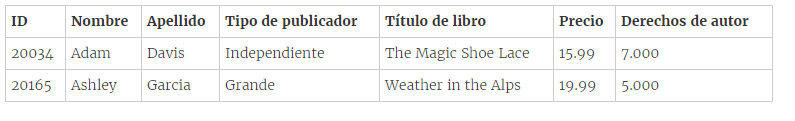 ID Nombre Apellido Tipo de publicador Título de libro Precio Derechos de autor
20034 Adam Davis Independiente The Magic Shoe Lace 15.99 7.000
20165 Ashley Garcia Grande Weather in the Alps 19.99 5.000